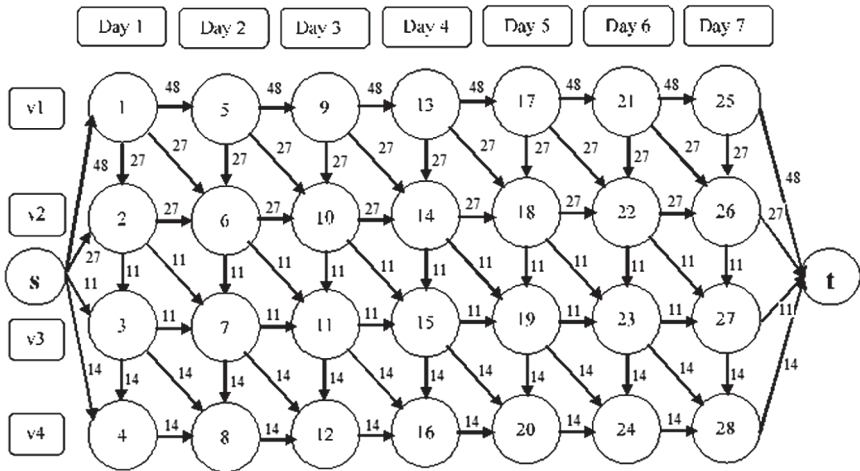 Day 1 Day 2 Day 3 Day 4 Day 5 Day 6 Day 7
48 48 48 48 48 48
v1 1 5 9 13 17 21 25
27 27 27 27 27 27 27 27 27 27 27 27 27
48 48
27 27 27 27 27 27 27
v2 2 6 10 14 18 22 26
27
s t
11 11 11 11 11 11 11 11 11 11 11 11 11 11
11 11 11 11 11 11 11
v3 3 7 11 15 19 23 27
14 14 14 14 14 14 14 14 14 14 14 14 14 14 14
14 14 14 14 14 14
v4 4 8 12 16 20 24 28